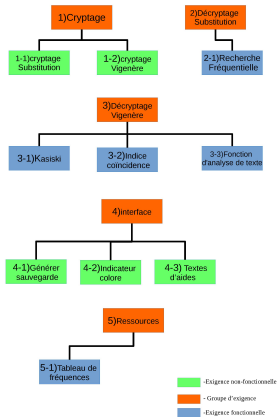 1)Cryptage
2)Décryptage
Substitution
1-1)cryptage
Substitution
1-2)cryptage
Vigenère
2-1)Recherche
Fréquentielle
3)Décryptage
Vigenère
3-1)Kasiski
3-2)Indice
coincidence
3-3)Fonction
d'analyse de texte
4)interface
4-1)Générer
sauvegarde
4-2)Indicateur
colore
4-3) Textes
d'aides
5)Ressources
5-1)Tableau de
fréquences
-Exigence non-fonctionnelle
- Groupe d'exigence
-Exigence fonctionnelle